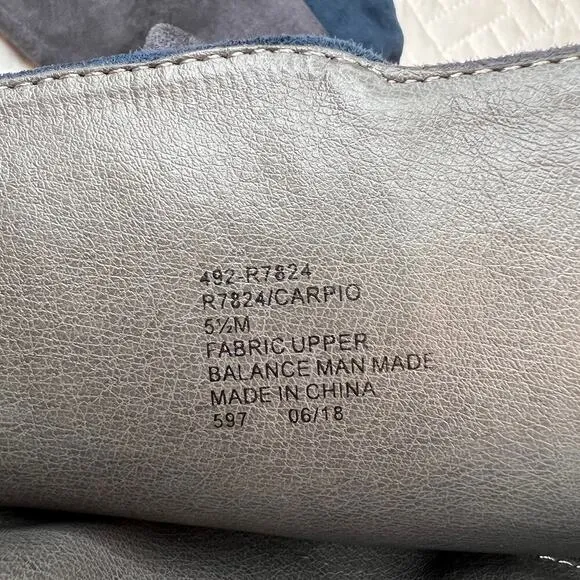 492-R7824
R7824/CARPIO
5½M
FABRIC UPPER
BALANCE MAN MADE
MADE IN CHINA
597 06/18